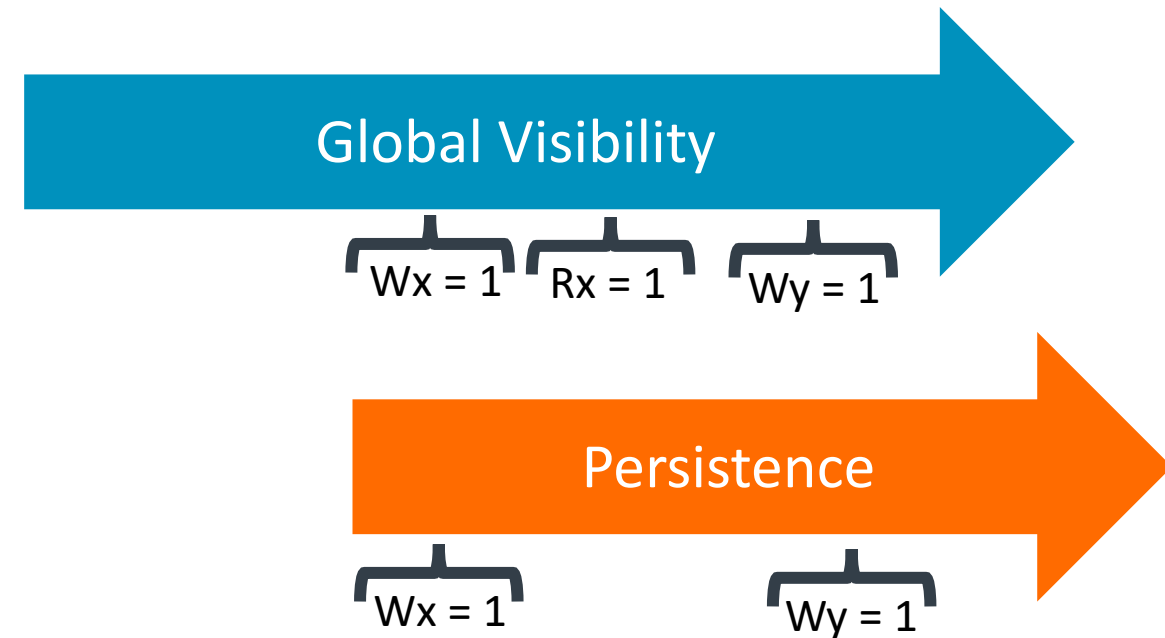 Global Visibility
Wx = 1 Rx = 1 Wy = 1
Persistence
Wx = 1 Wy = 1